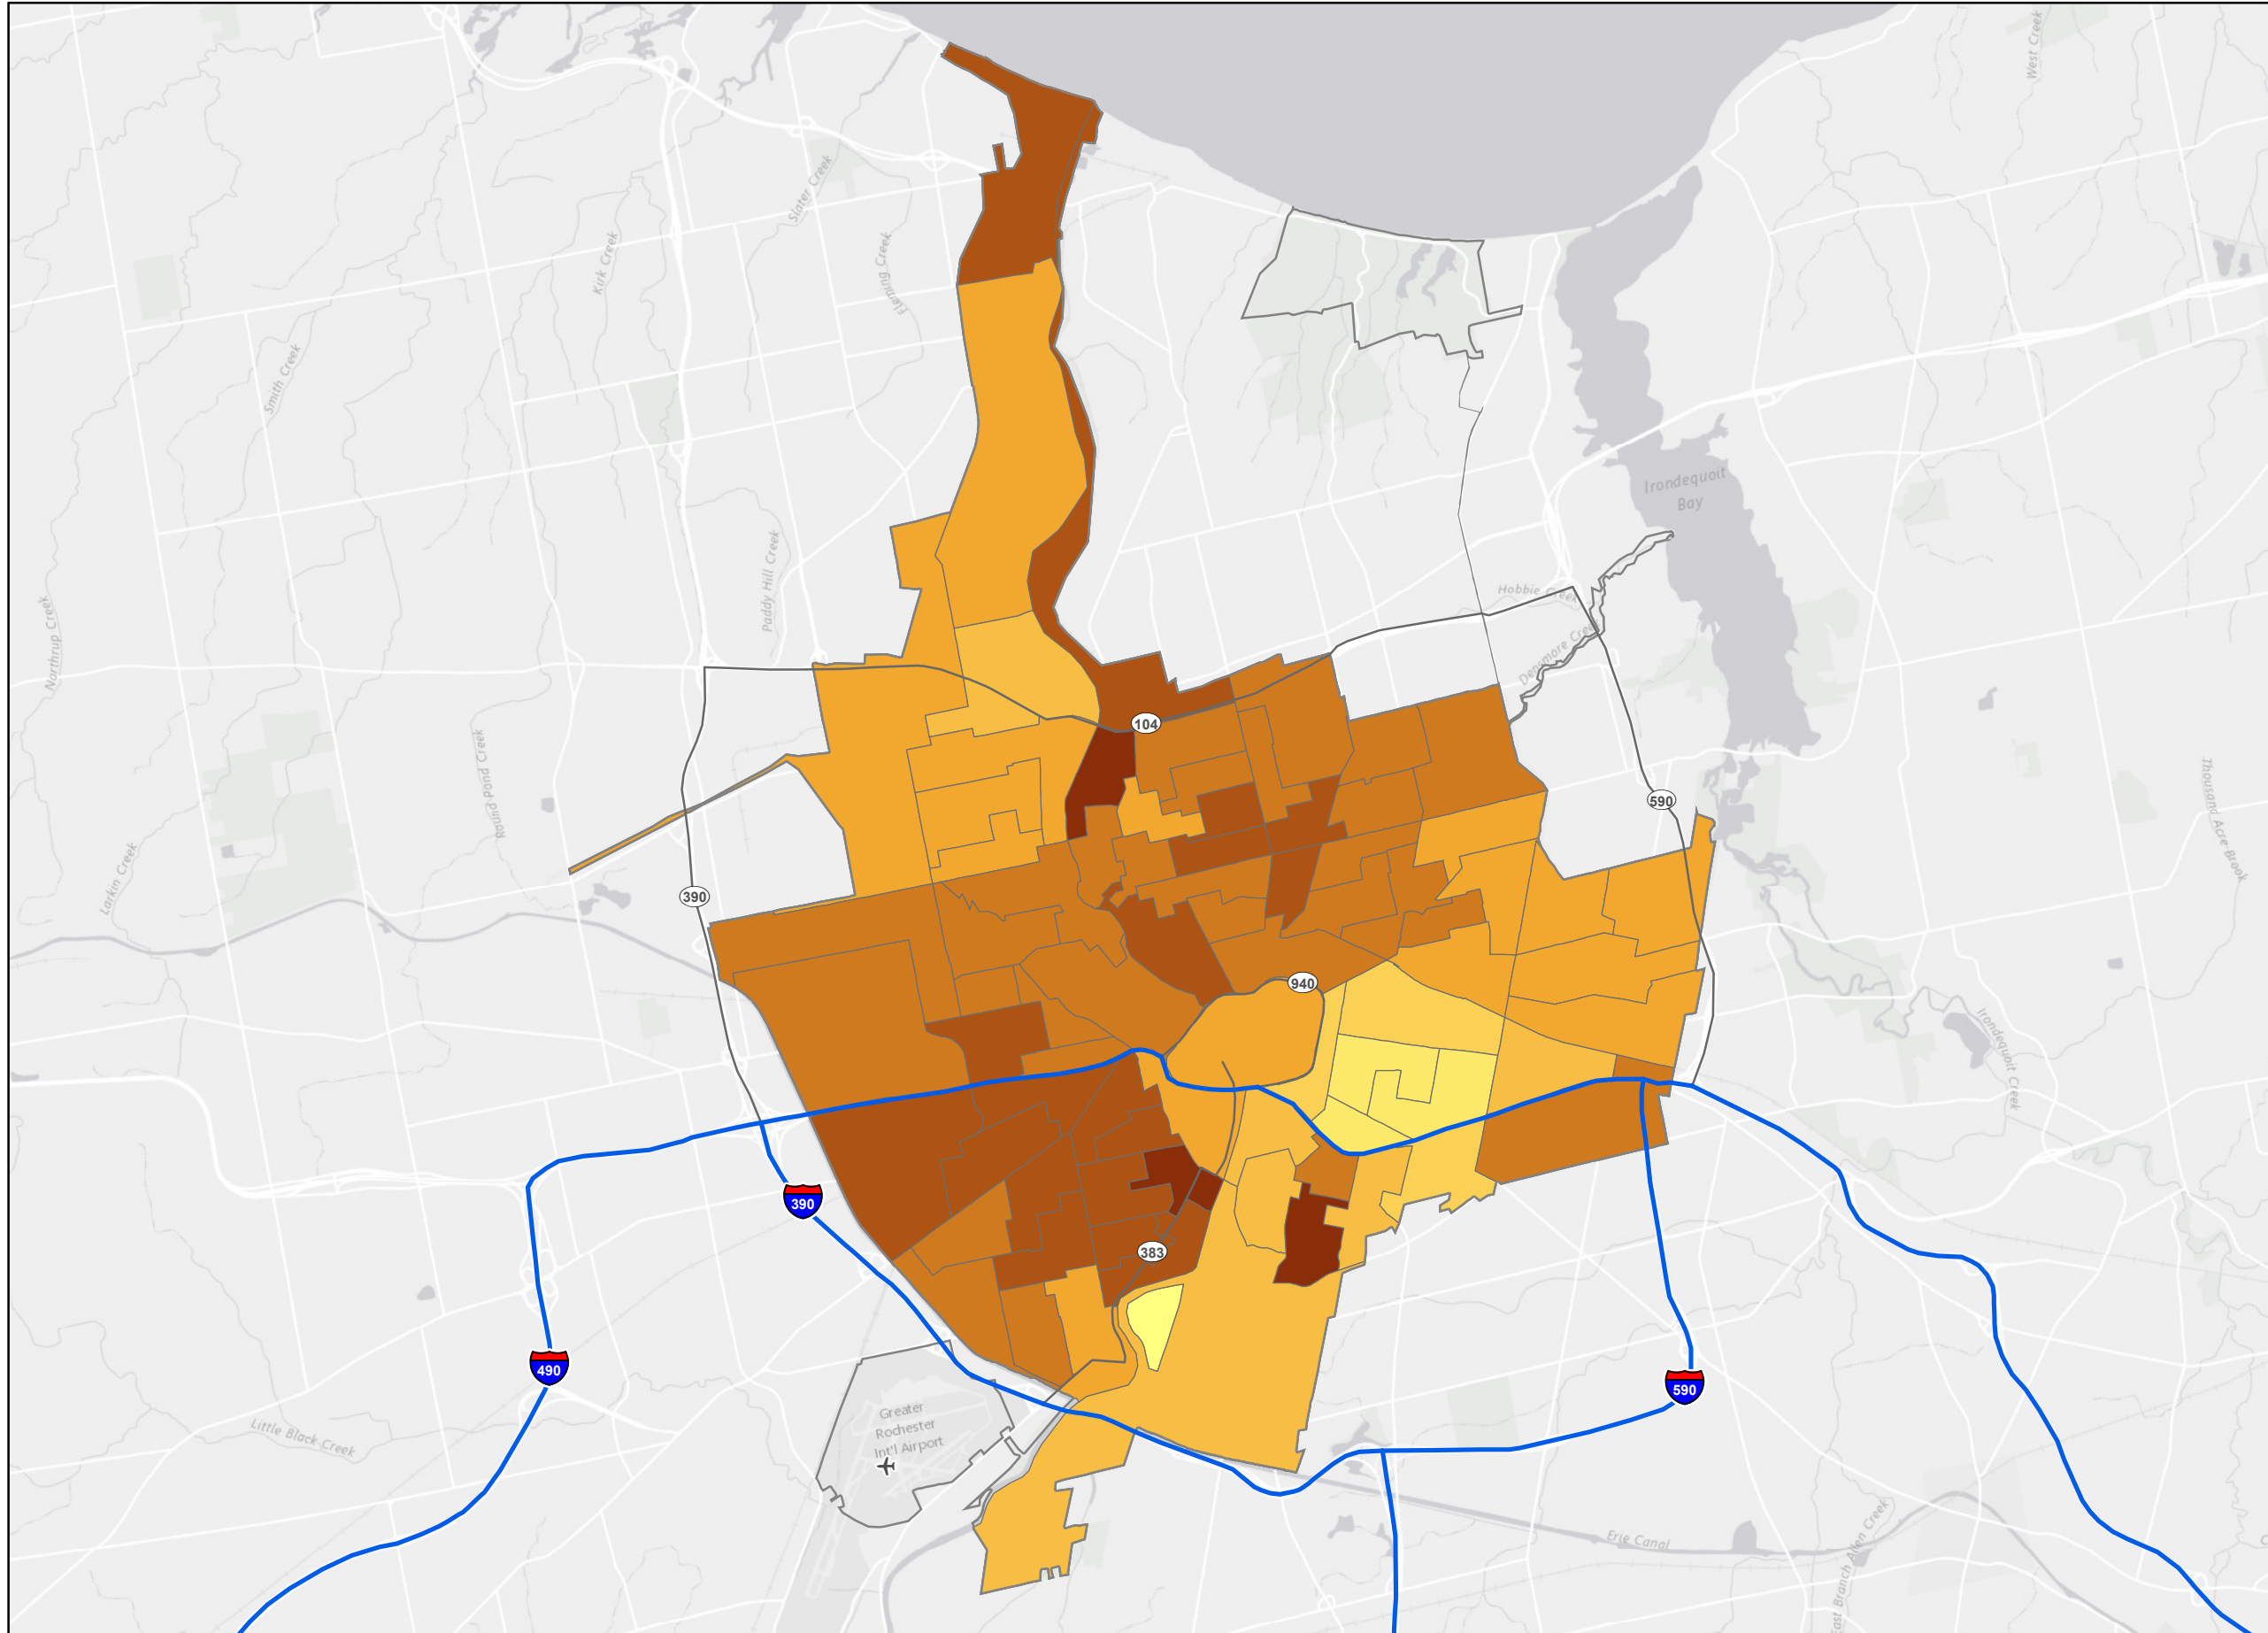 West Creek
Slater Creek
Kirk Creek
Fleming Creek
Smith Creek
Irondequoit
Bay
Paddy Hill Creek
Hobbie Creek
Northrup Creek
Densmore Creek
104
Round Pond Creek
590
Thousand Acre Brook
Larkin Creek
390
940
Irondequoit Creek
390
383
490
590
Greater
Rochester
Int'l Airport
Little Black Creek
Erie Canal
East Branch Allen Creek